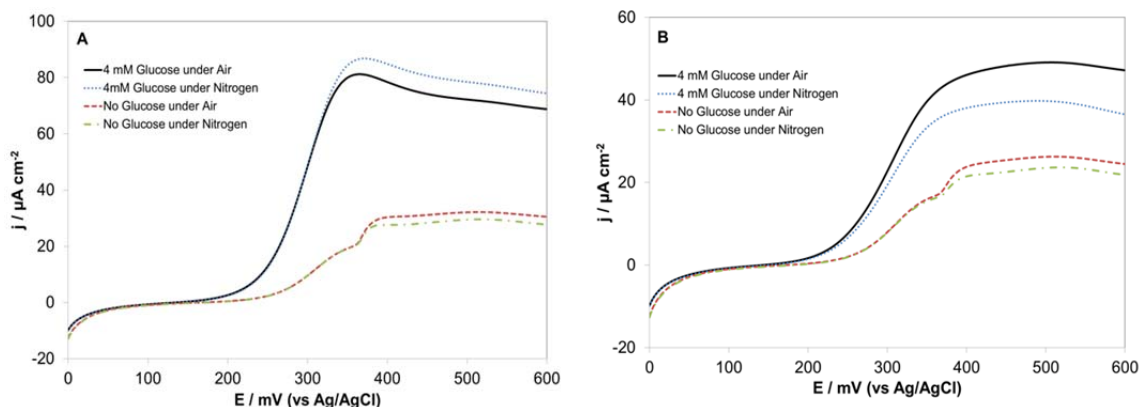 A
4 mM Glucose under Air
4mM Glucose under Nitrogen
No Glucose under Air
No Glucose under Nitrogen
j / µA cm⁻²
100
80
60
40
20
0
-20
0 100 200 300 400 500 600
E / mV (vs Ag/AgCl)
B
4 mM Glucose under Air
4 mM Glucose under Nitrogen
No Glucose under Air
No Glucose under Nitrogen
j / µA cm⁻²
60
40
20
0
-20
0 100 200 300 400 500 600
E / mV (vs Ag/AgCl)